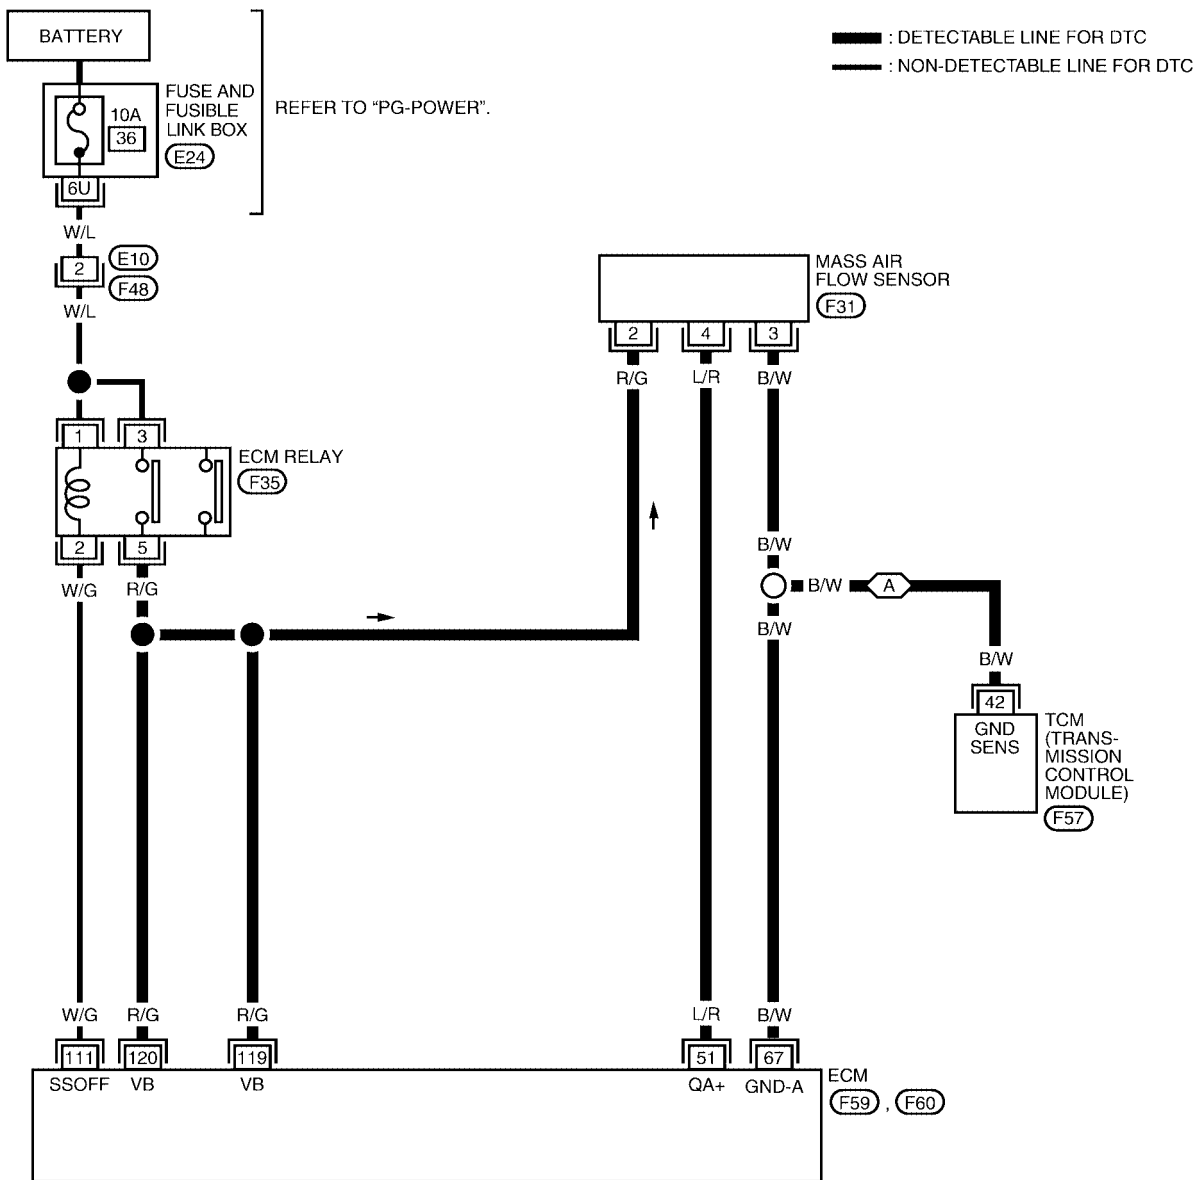 BATTERY
: DETECTABLE LINE FOR DTC
: NON-DETECTABLE LINE FOR DTC
FUSE AND
FUSIBLE
LINK BOX
E24
10A
36
REFER TO “PG-POWER”.
6U
W/L
2
E10
F48
W/L
MASS AIR
FLOW SENSOR
F31
2 4 3
R/G L/R B/W
1 3
ECM RELAY
F35
2 5
W/G R/G
B/W
B/W A
B/W
B/W
42
GND
SENS
TCM
(TRANS-
MISSION
CONTROL
MODULE)
F57
W/G R/G R/G L/R B/W
111 120 119 51 67
SSOFF VB VB QA+ GND-A
ECM
F59 , F60